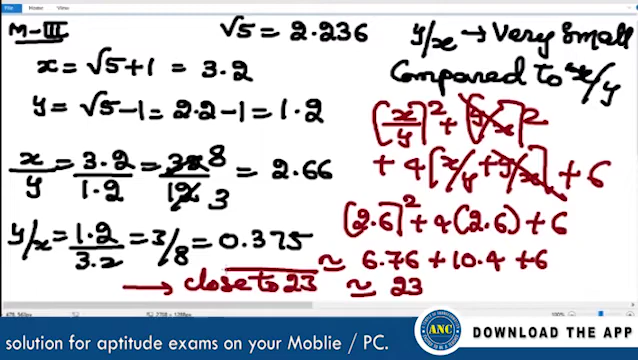 M-III
√5 = 2.236
x = √5+1 = 3.2
y = √5-1 = 2.2-1 = 1.2
x/y = 3.2/1.2 = 32/12 8/3 = 2.66
y/x = 1.2/3.2 = 3/8 = 0.375
→ close to 23
y/x → Very Small
Compared to x/y
[x/y]² + [y/x]²
+ 4[x/y + y/x] + 6
(2.6)² + 4(2.6) + 6
≈ 6.76 + 10.4 + 6
≈ 23
solution for aptitude exams on your Moblie / PC.
ANC
DOWNLOAD THE APP